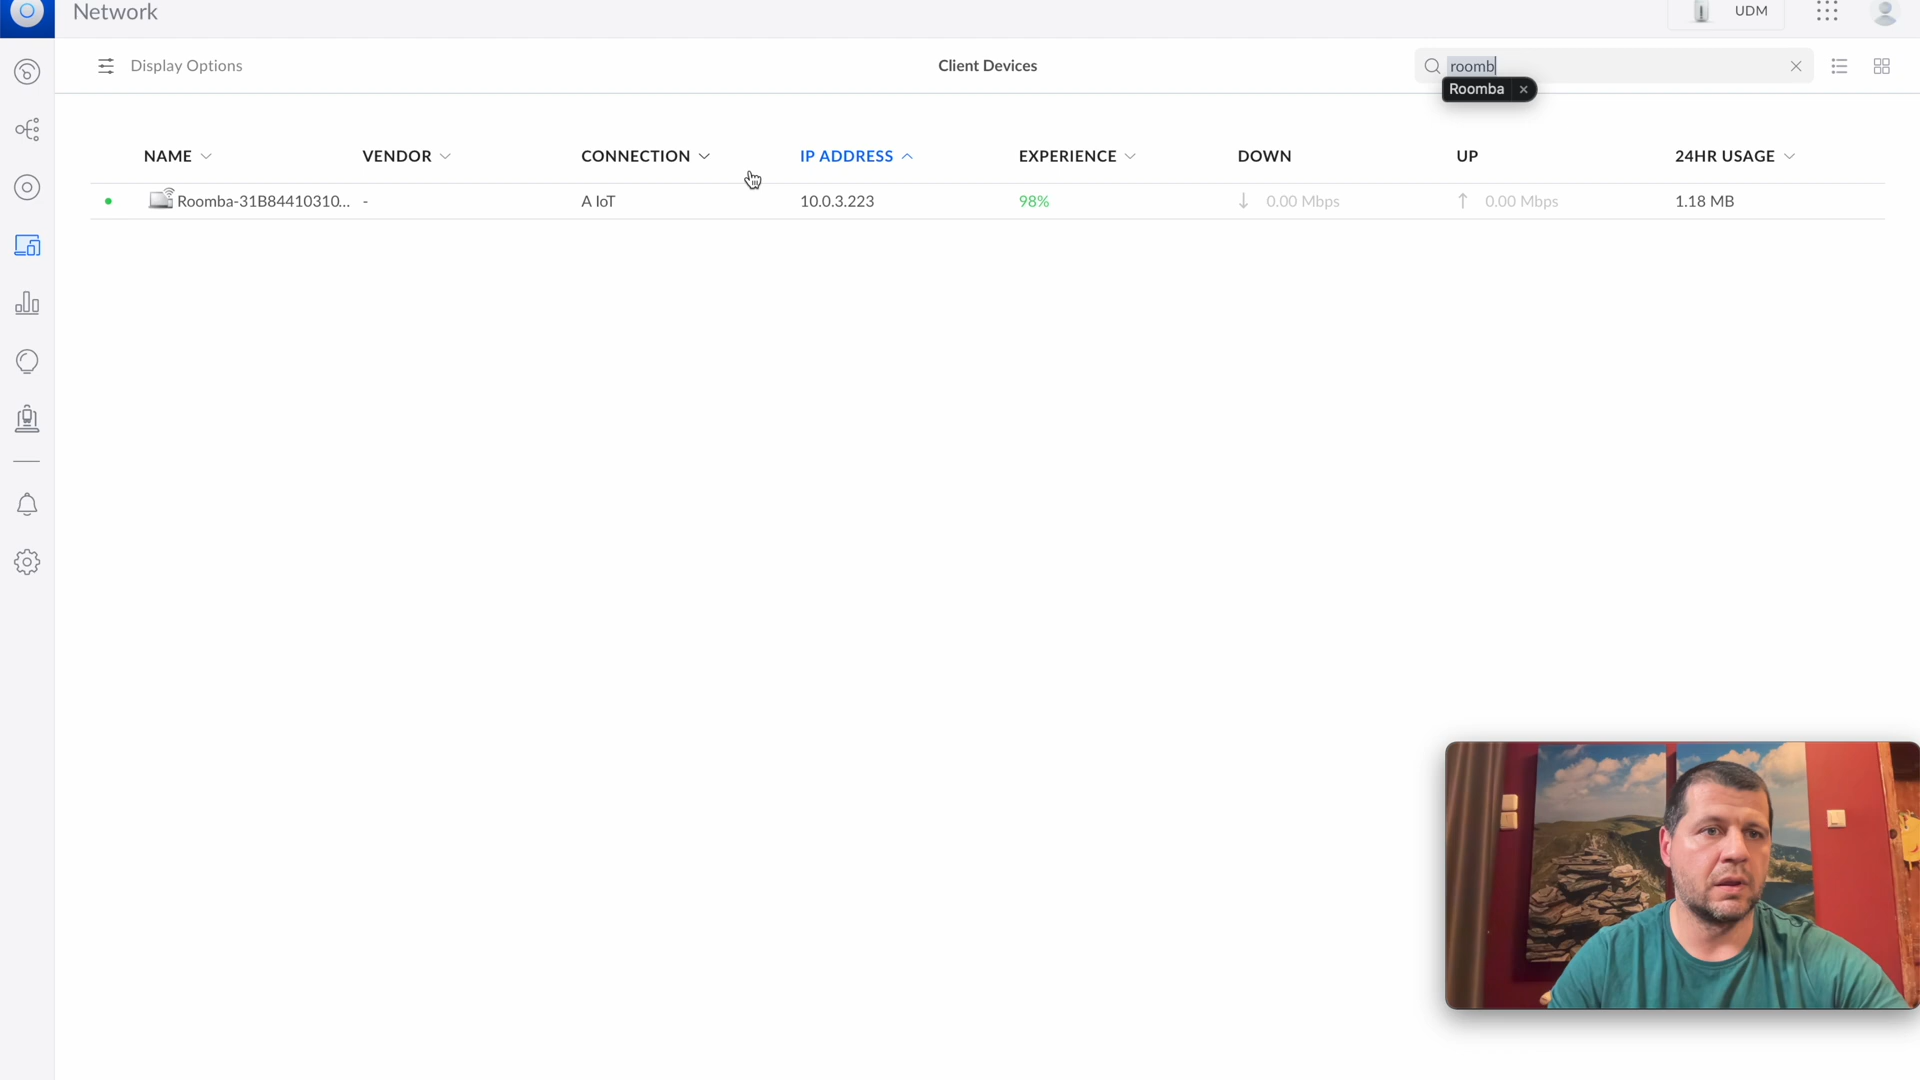 Network
UDM
Display Options
Client Devices
roomb
Roomba ×
NAME VENDOR CONNECTION IP ADDRESS EXPERIENCE DOWN UP 24HR USAGE
Roomba-31B84410310... - A IoT 10.0.3.223 98% ↓ 0.00 Mbps ↑ 0.00 Mbps 1.18 MB